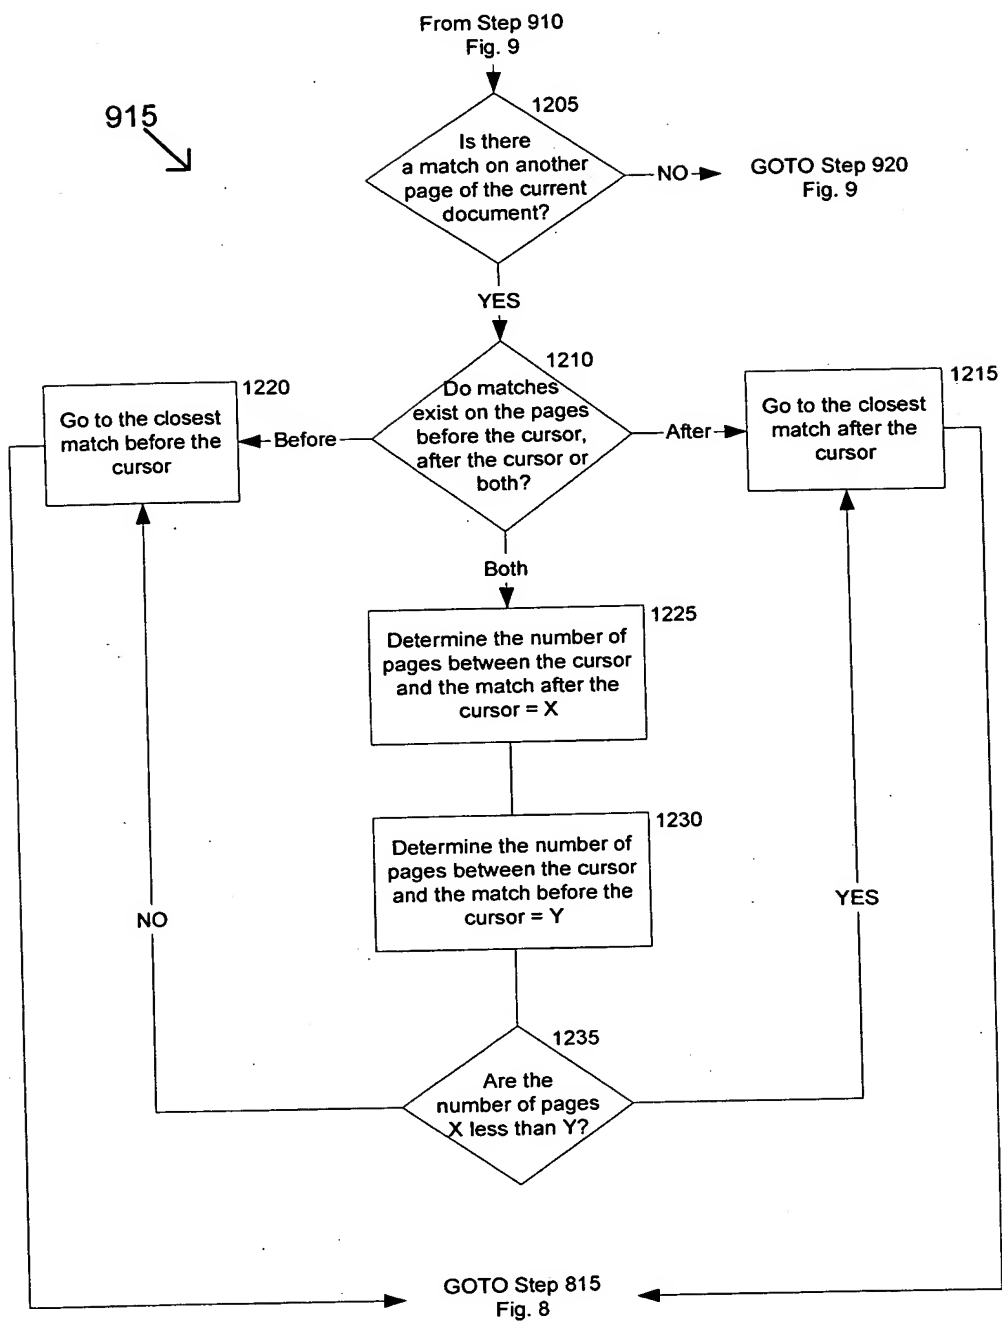 From Step 910
Fig. 9
915
1205
Is there
a match on another
page of the current
document?
NO
GOTO Step 920
Fig. 9
YES
1210
Do matches
exist on the pages
before the cursor,
after the cursor or
both?
1220
Go to the closest
match before the
cursor
Before
After
1215
Go to the closest
match after the
cursor
Both
1225
Determine the number of
pages between the cursor
and the match after the
cursor = X
1230
Determine the number of
pages between the cursor
and the match before the
cursor = Y
NO
YES
1235
Are the
number of pages
X less than Y?
GOTO Step 815
Fig. 8